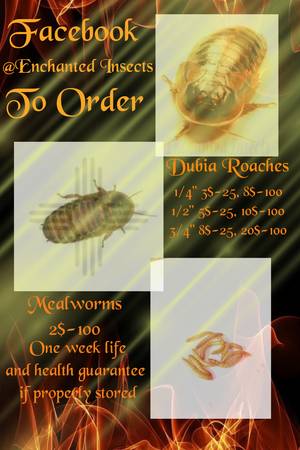 Facebook
@Enchanted Insects
To Order
Dubia Roaches
1/4" 3$-25, 8$-100
1/2" 5$-25, 10$-100
3/4" 8$-25, 20$-100
Mealworms
2$-100
One week life
and health guarantee
if properly stored